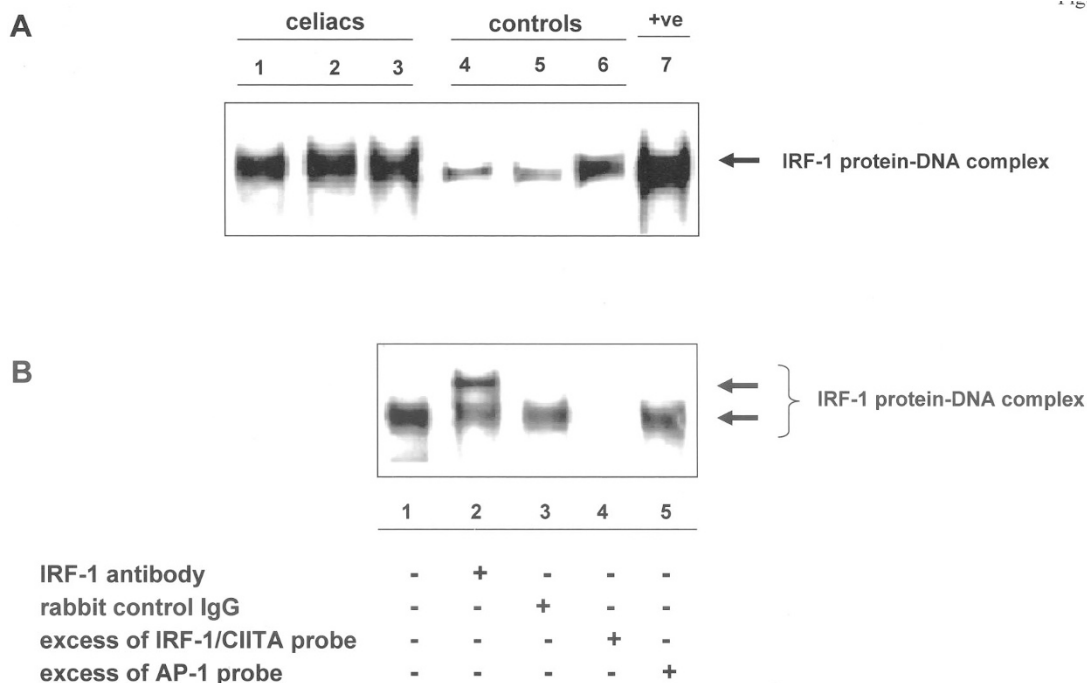 Fig
A
celiacs controls +ve
1 2 3 4 5 6 7
IRF-1 protein-DNA complex
B
IRF-1 protein-DNA complex
1 2 3 4 5
IRF-1 antibody - + - - -
rabbit control IgG - - + - -
excess of IRF-1/CIITA probe - - - + -
excess of AP-1 probe - - - - +